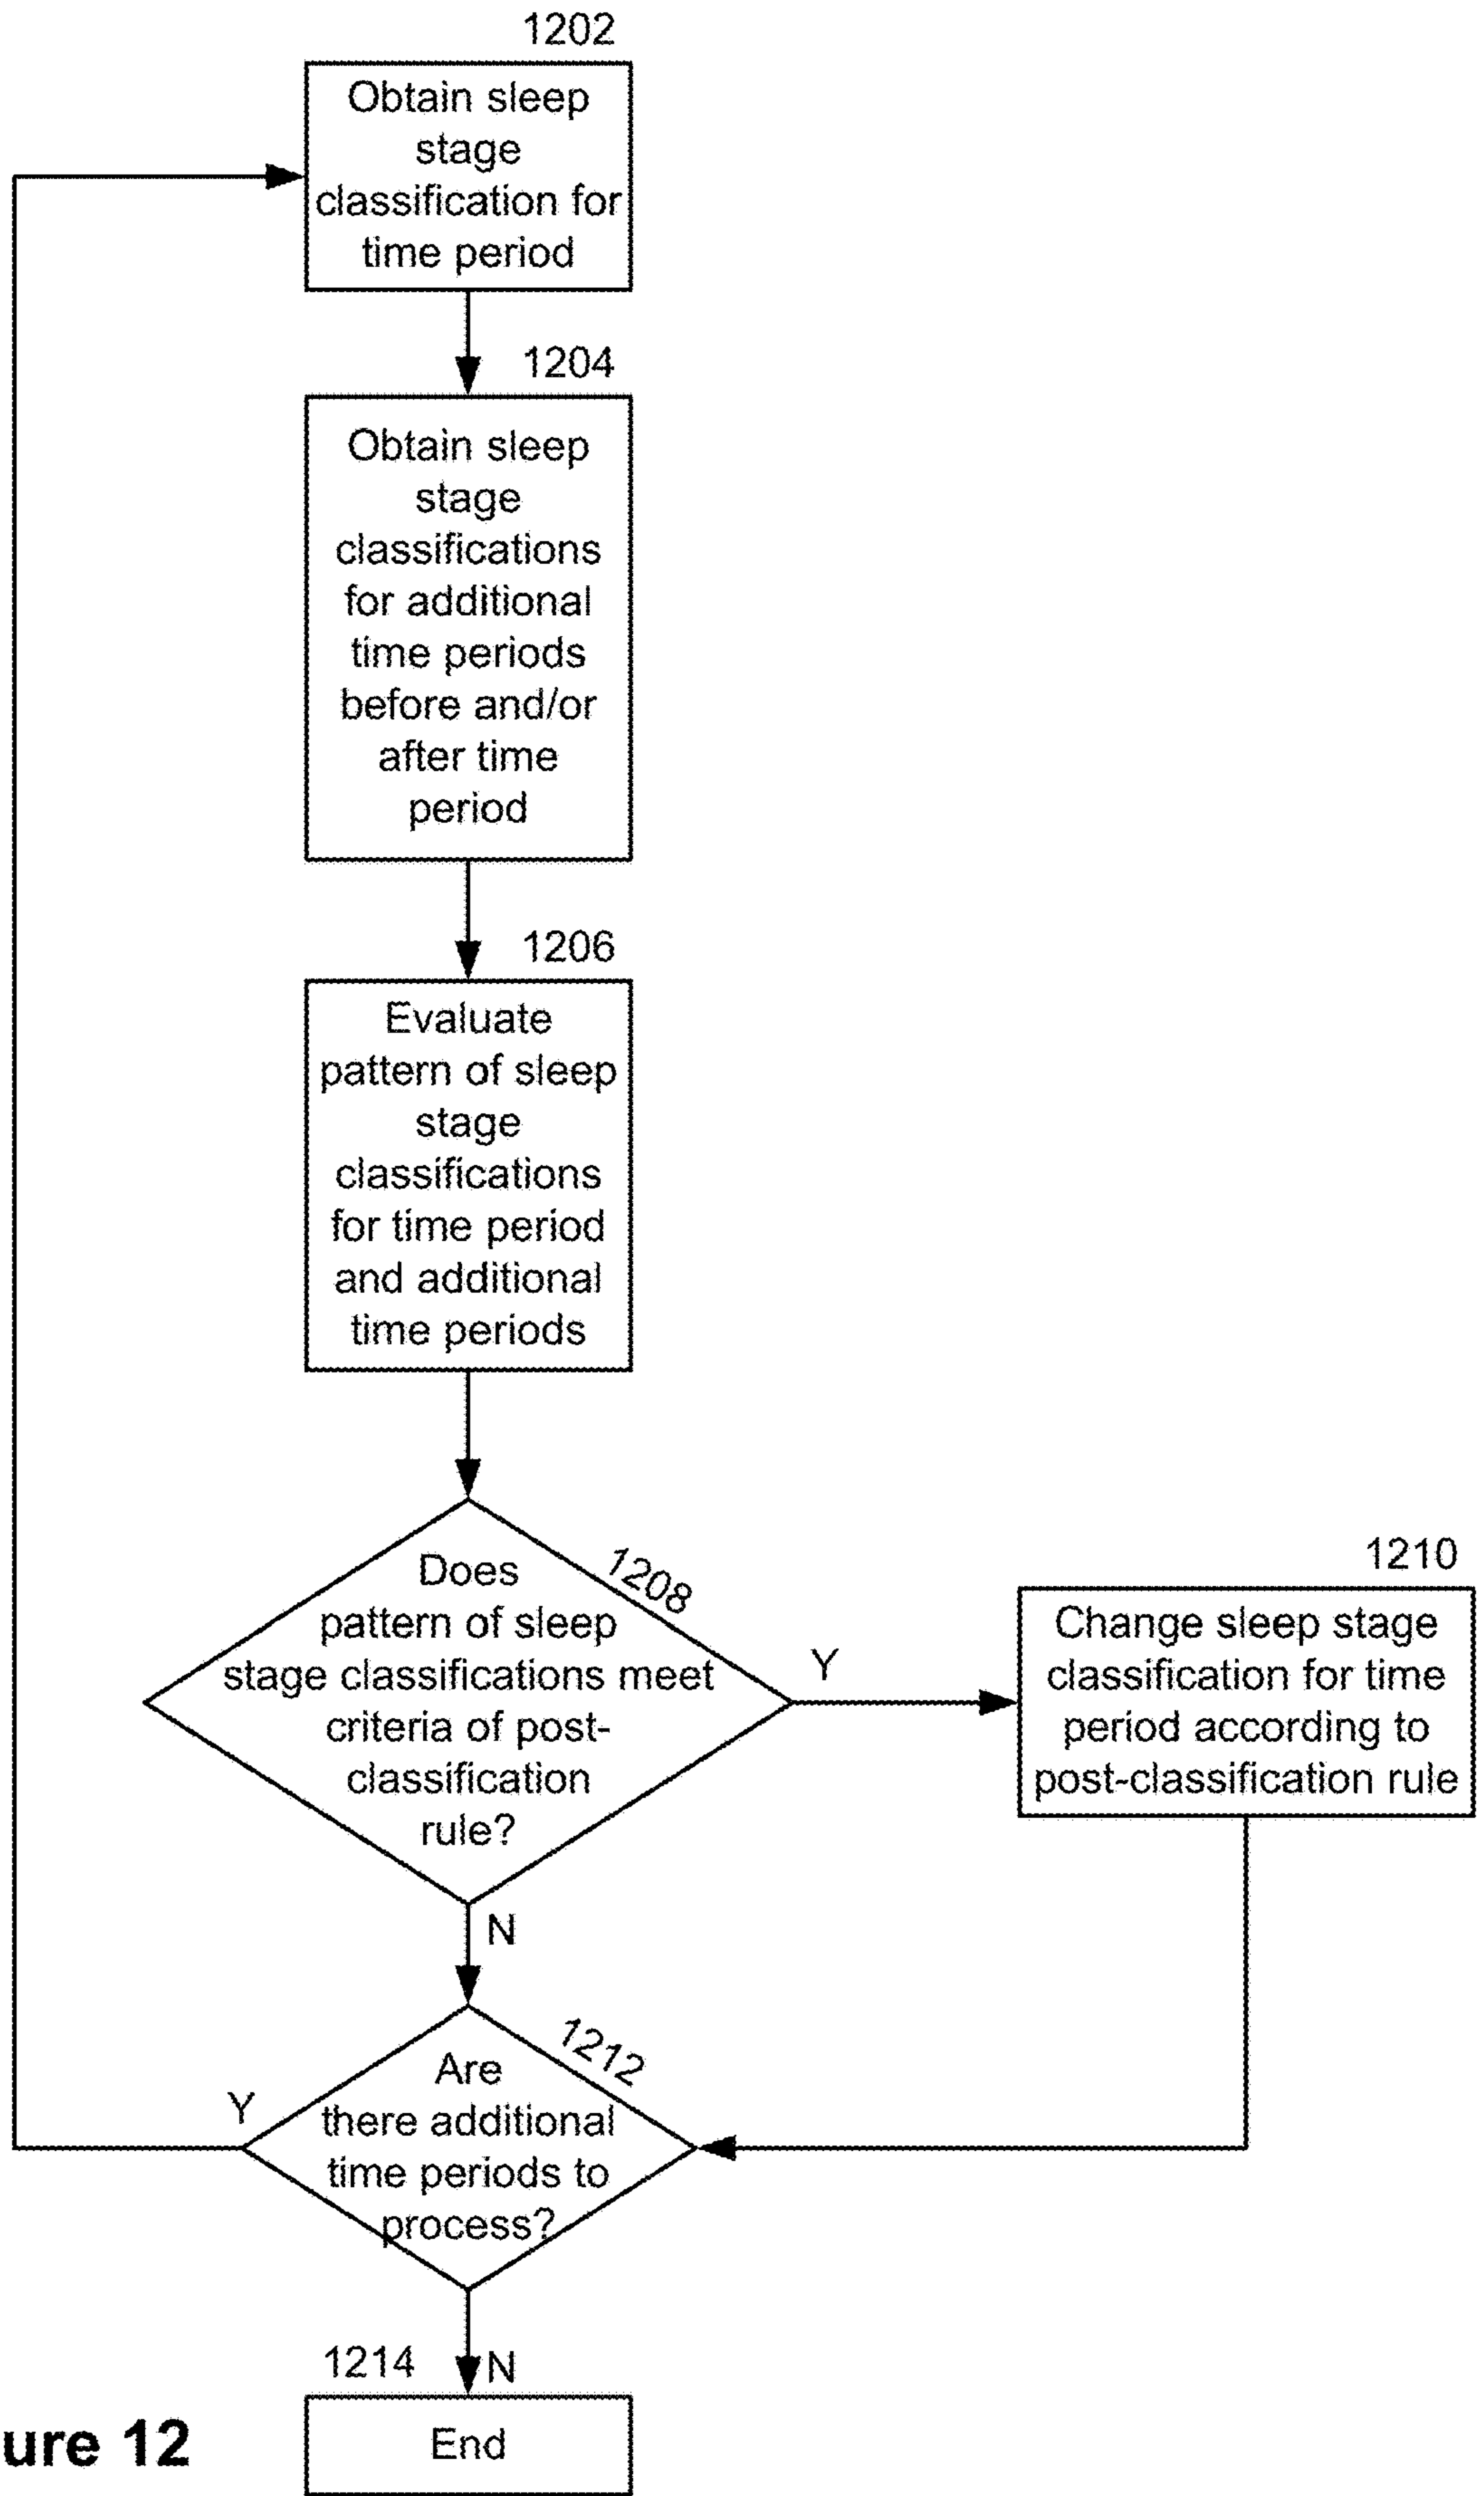 1202
Obtain sleep
stage
classification for
time period
1204
Obtain sleep
stage
classifications
for additional
time periods
before and/or
after time
period
1206
Evaluate
pattern of sleep
stage
classifications
for time period
and additional
time periods
1208
Does
pattern of sleep
stage classifications meet
criteria of post-
classification
rule?
Y
1210
Change sleep stage
classification for time
period according to
post-classification rule
N
1212
Are
there additional
time periods to
process?
Y
1214
N
End
ure 12